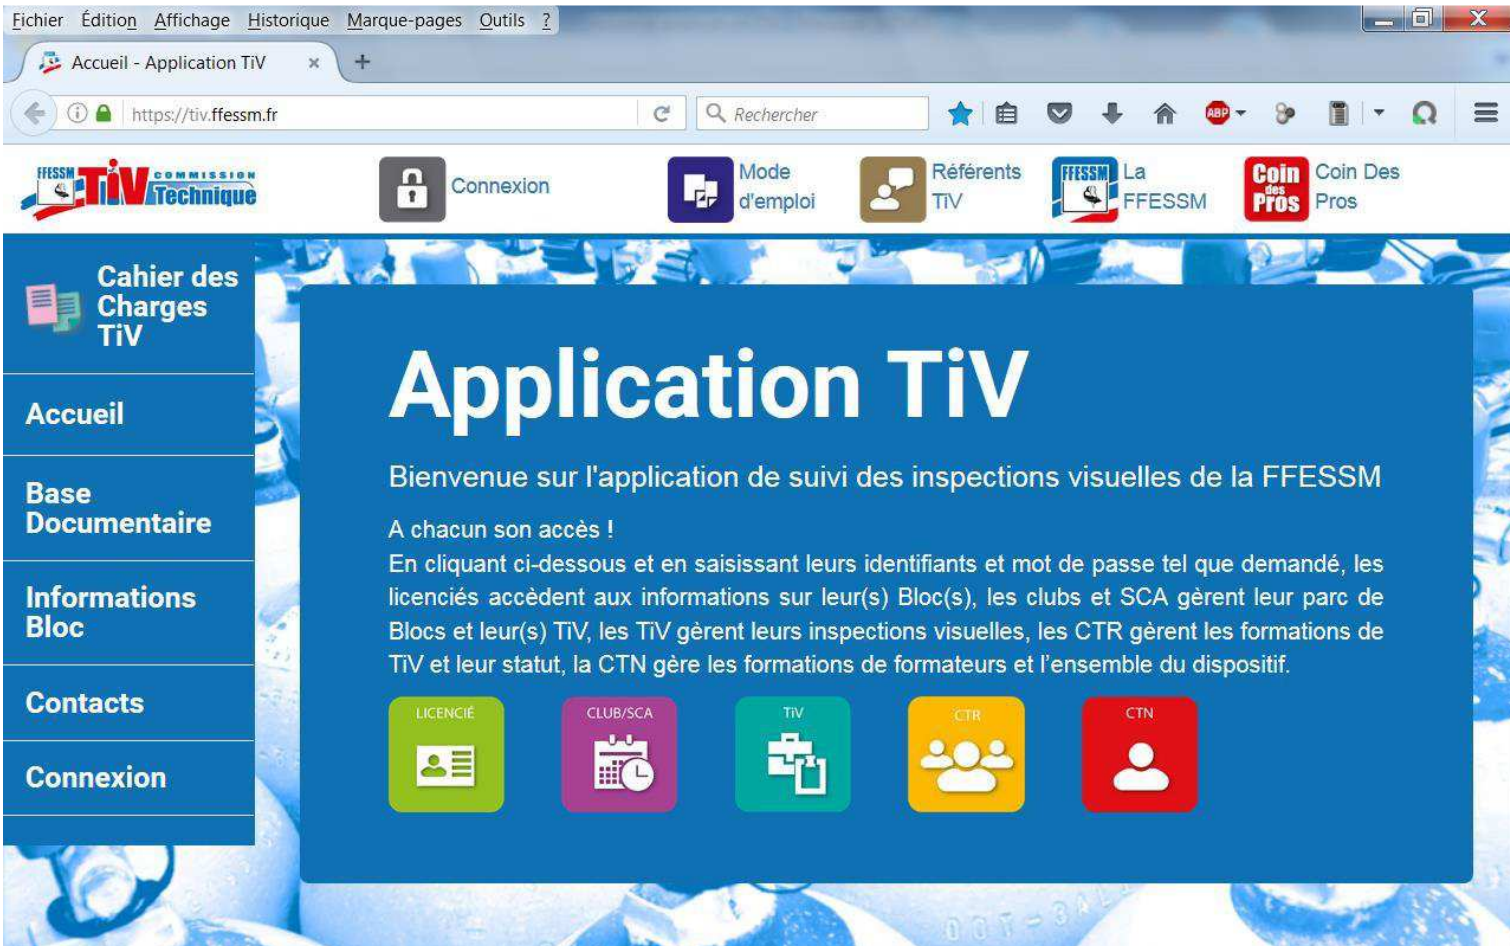 Fichier Édition Affichage Historique Marque-pages Outils ?
Accueil - Application TiV × +
https://tiv.ffessm.fr
Rechercher
ABP
FFESSM TiV COMMISSION Technique
Connexion
Mode d'emploi
Référents TiV
FFESSM
La FFESSM
Coin des Pros
Coin Des Pros
Cahier des
Charges
TiV
Accueil
Base
Documentaire
Informations
Bloc
Contacts
Connexion
Application TiV
Bienvenue sur l'application de suivi des inspections visuelles de la FFESSM
A chacun son accès !
En cliquant ci-dessous et en saisissant leurs identifiants et mot de passe tel que demandé, les
licenciés accèdent aux informations sur leur(s) Bloc(s), les clubs et SCA gèrent leur parc de
Blocs et leur(s) TiV, les TiV gèrent leurs inspections visuelles, les CTR gèrent les formations de
TiV et leur statut, la CTN gère les formations de formateurs et l’ensemble du dispositif.
LICENCIÉ CLUB/SCA TiV CTR CTN